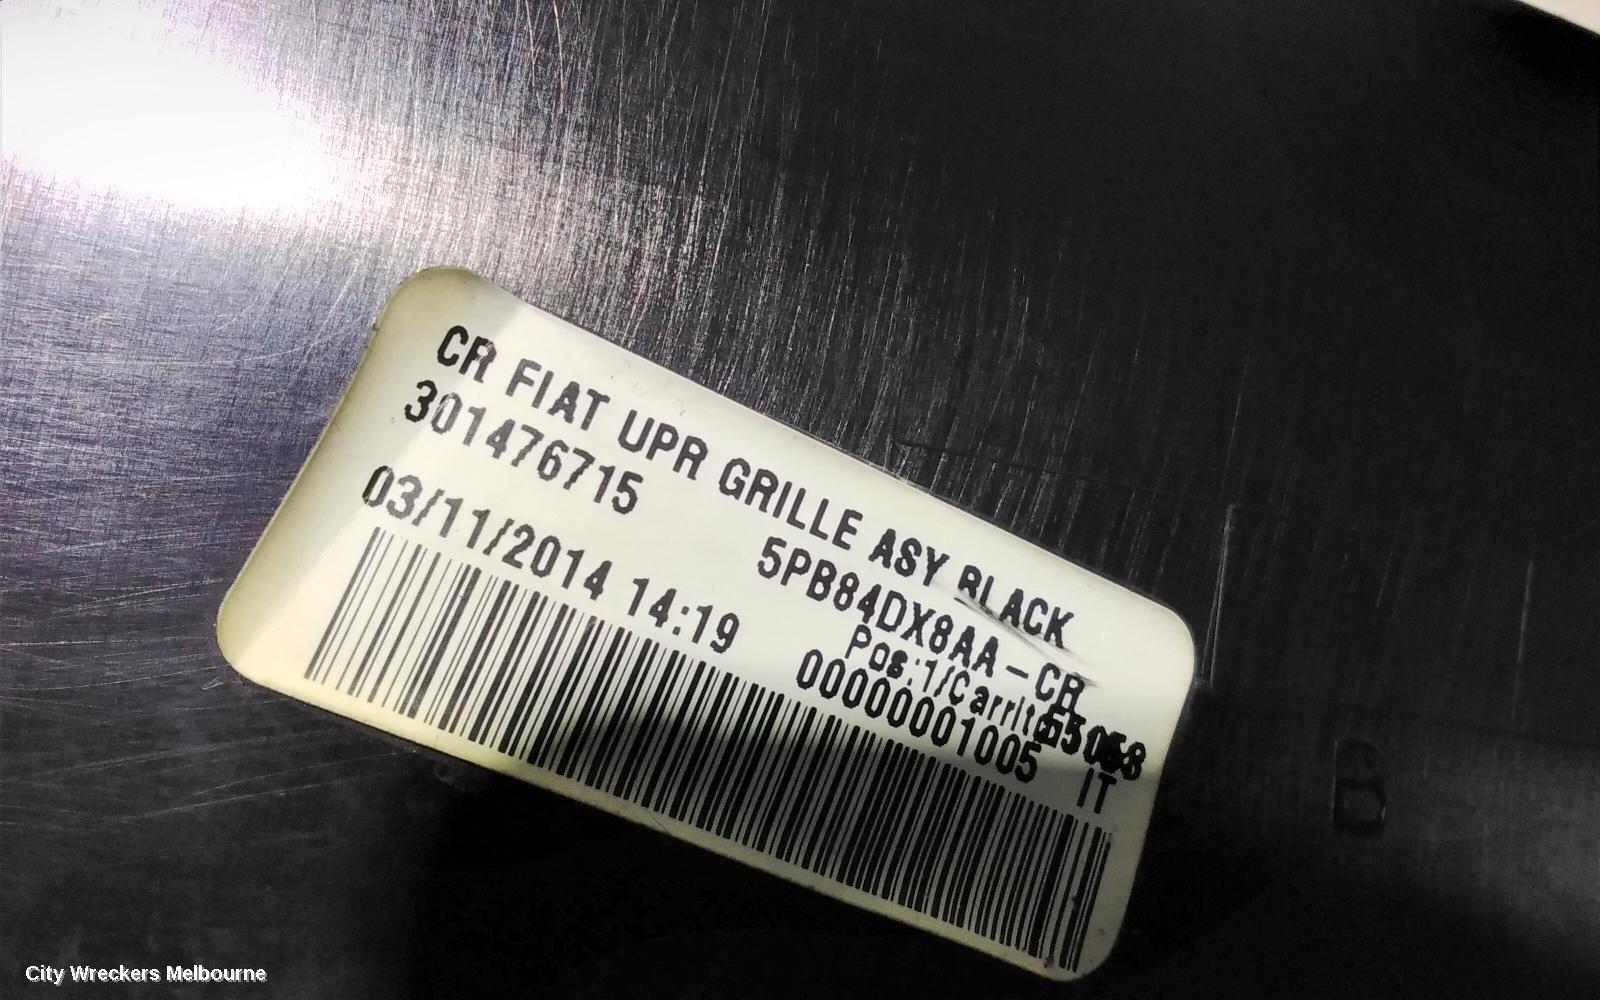 CR FIAT UPR GRILLE ASY BLACK
301476715
5PB84DX8AA-CR
03/11/2014 14:19
Pos:1/Carrito
00000001005
IT
City Wreckers Melbourne